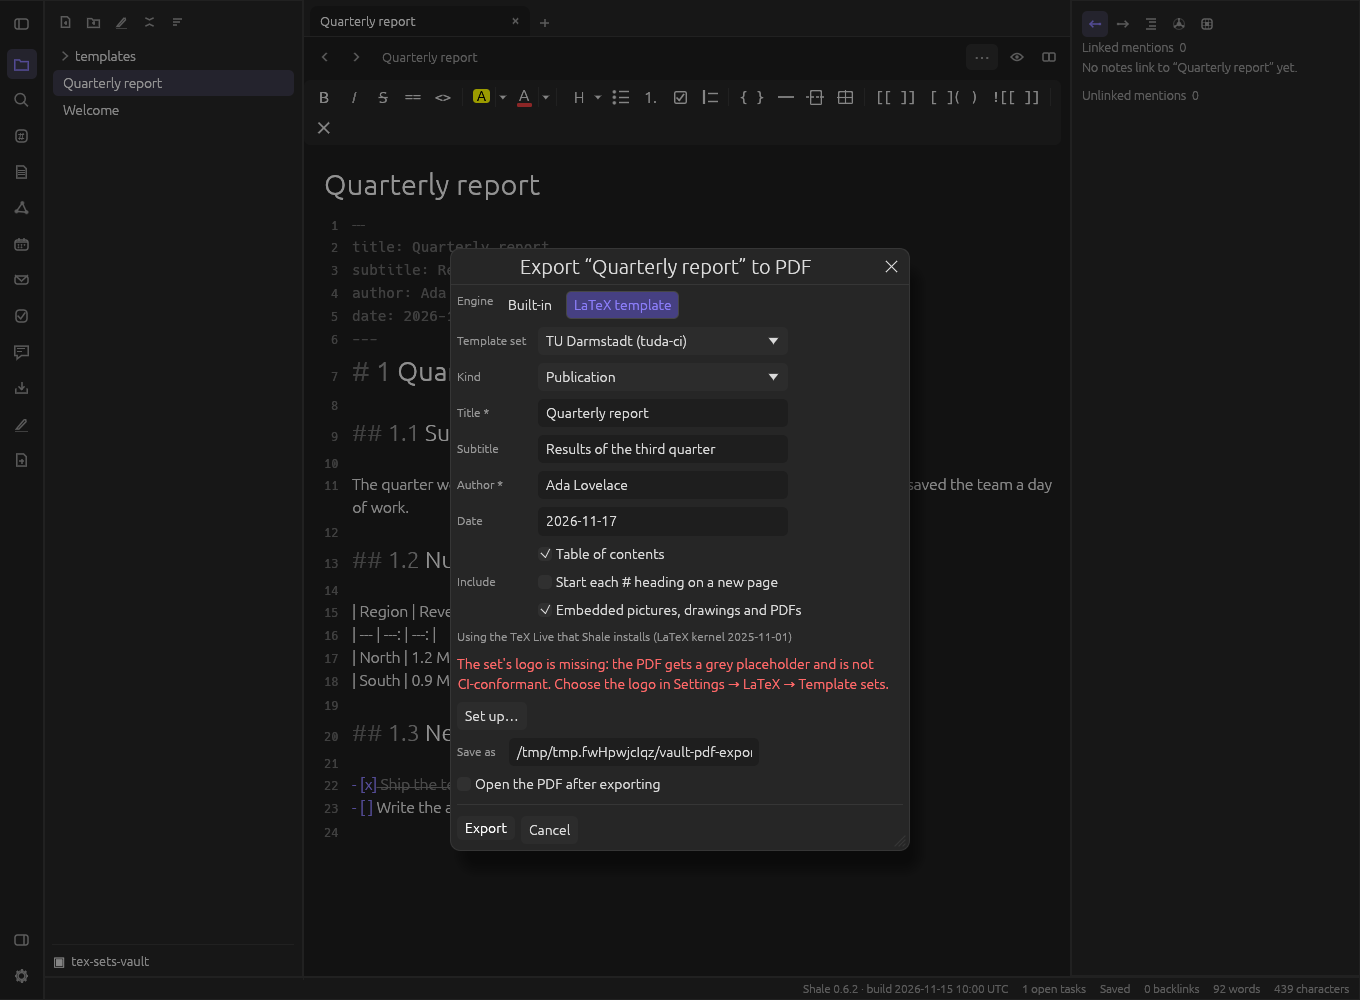 Quarterly report
templates
Quarterly report
Welcome
Quarterly report
B I S == <> A A H 1. { } [[ ]] [ ]( ) ![[ ]]
Quarterly report
1 ---
2 title: Quarterly report
3 subtitle: Re
4 author: Ada
5 date: 2026-1
6 ---
7 # 1 Qua
8
9 ## 1.1 Su
10
11 The quarter w saved the team a day
of work.
12
13 ## 1.2 Nu
14
15 | Region | Reve
16 | --- | ---: | ---: |
17 | North | 1.2 M
18 | South | 0.9 M
19
20 ## 1.3 Ne
21
22 - [x] Ship the te
23 - [ ] Write the a
24
Export “Quarterly report” to PDF
Engine Built-in LaTeX template
Template set TU Darmstadt (tuda-ci)
Kind Publication
Title * Quarterly report
Subtitle Results of the third quarter
Author * Ada Lovelace
Date 2026-11-17
Table of contents
Include Start each # heading on a new page
Embedded pictures, drawings and PDFs
Using the TeX Live that Shale installs (LaTeX kernel 2025-11-01)
The set's logo is missing: the PDF gets a grey placeholder and is not
CI-conformant. Choose the logo in Settings → LaTeX → Template sets.
Set up…
Save as /tmp/tmp.fwHpwjcIqz/vault-pdf-expor
Open the PDF after exporting
Export Cancel
Linked mentions 0
No notes link to “Quarterly report” yet.
Unlinked mentions 0
tex-sets-vault
Shale 0.6.2 · build 2026-11-15 10:00 UTC 1 open tasks Saved 0 backlinks 92 words 439 characters